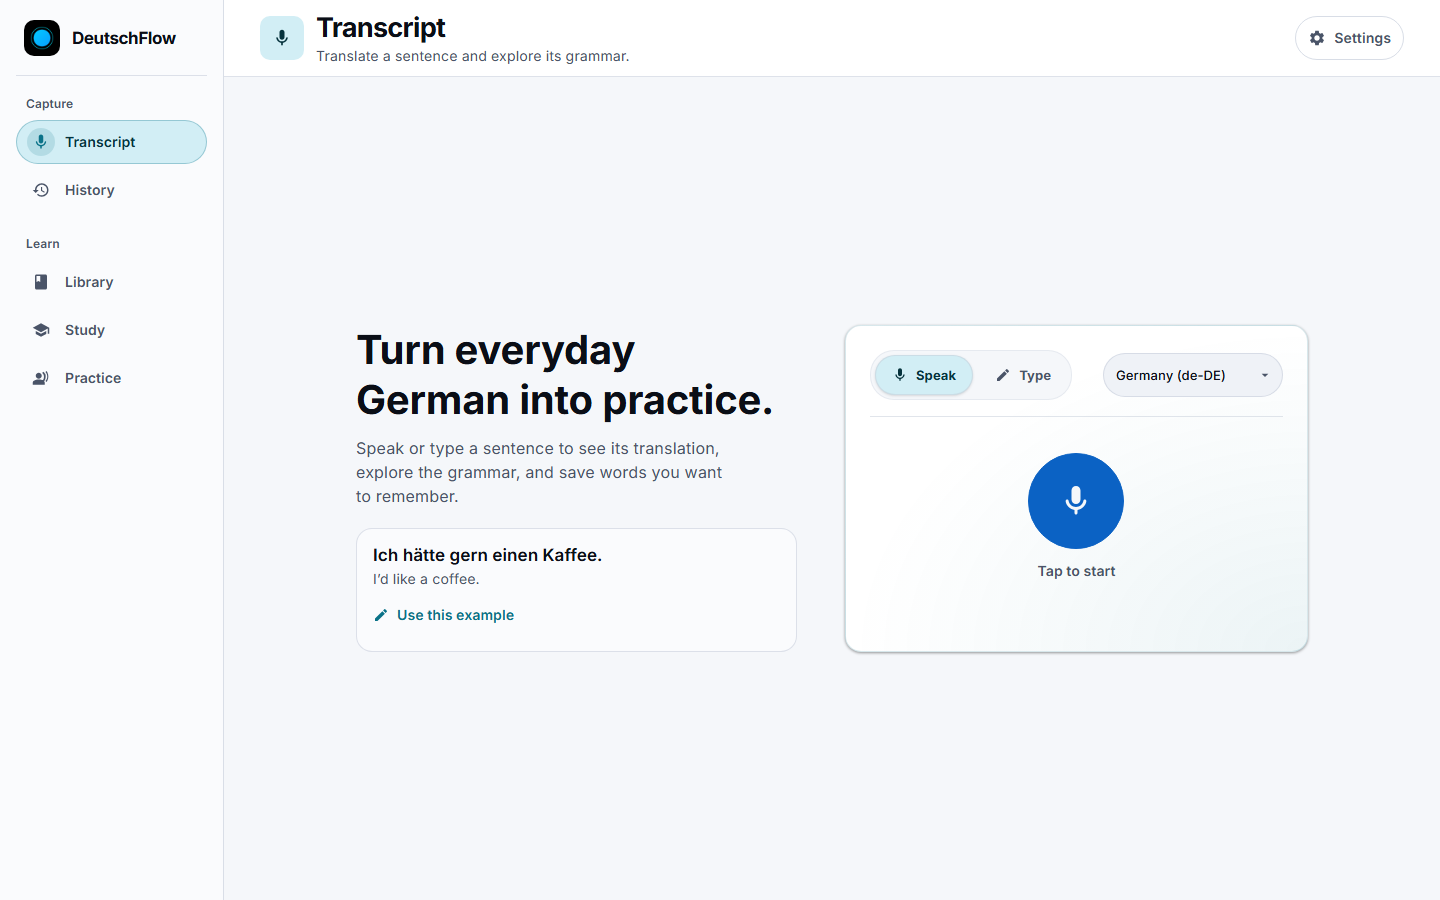 DeutschFlow
Capture
Transcript
History
Learn
Library
Study
Practice
Transcript
Translate a sentence and explore its grammar.
Settings
Turn everyday
German into practice.
Speak or type a sentence to see its translation,
explore the grammar, and save words you want
to remember.
Ich hätte gern einen Kaffee.
I’d like a coffee.
Use this example
Speak
Type
Germany (de-DE)
Tap to start